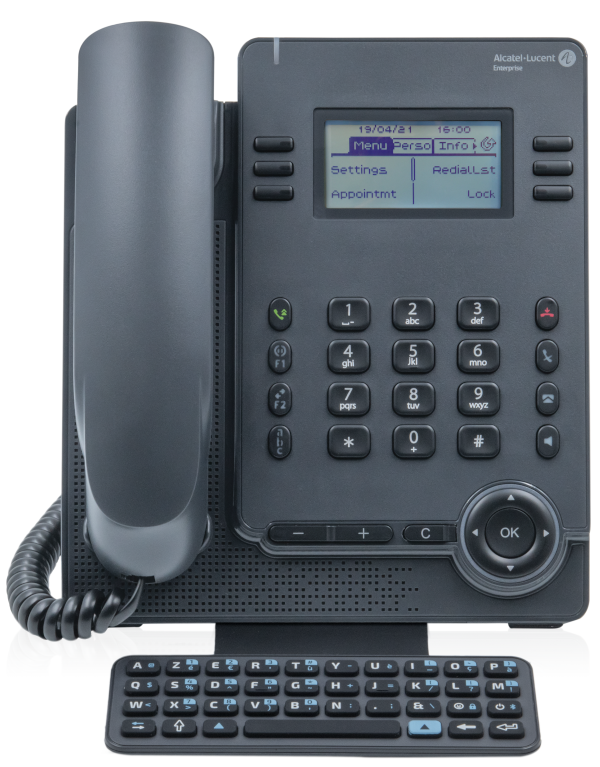 Alcatel-Lucent
Enterprise
19/04/21 16:00
Menu Perso Info
Settings RedialLst
Appointmt Lock
1 2 abc 3 def
F1 4 ghi 5 jkl 6 mno
F2 7 pqrs 8 tuv 9 wxyz
a b c * 0 + #
− + C OK
A Z E R T Y U I O P
Q S D F G H J K L M
W X C V B N